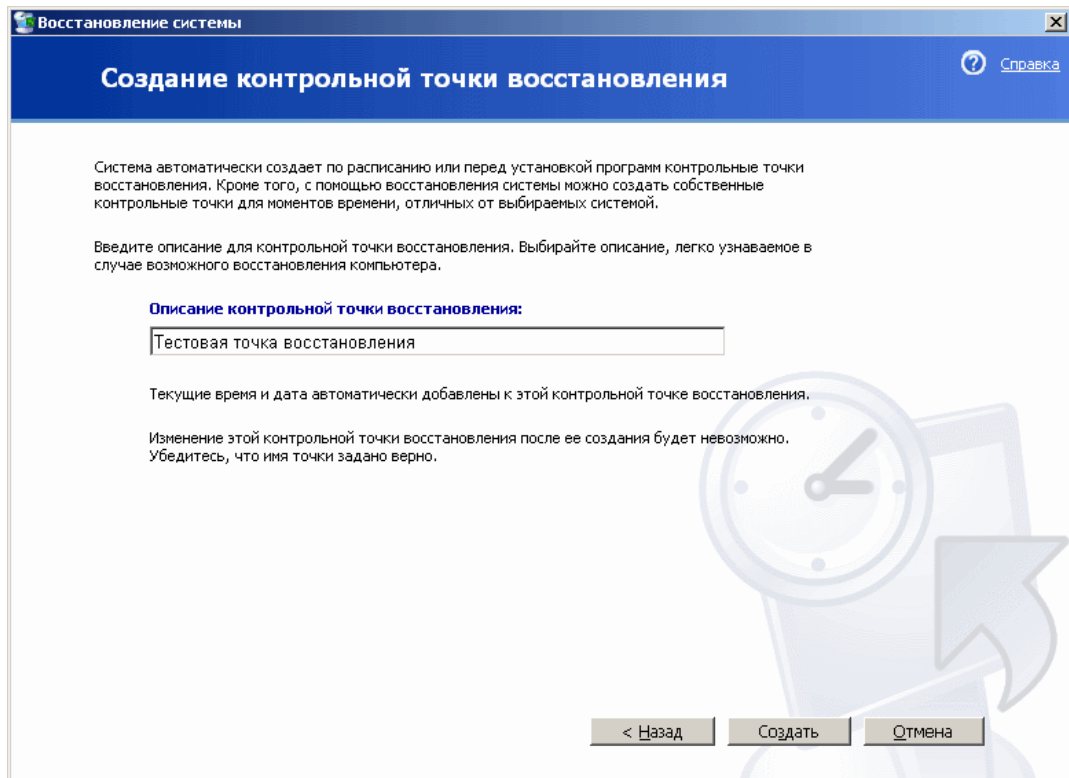 Восстановление системы
Создание контрольной точки восстановления
Справка
Система автоматически создает по расписанию или перед установкой программ контрольные точки
восстановления. Кроме того, с помощью восстановления системы можно создать собственные
контрольные точки для моментов времени, отличных от выбираемых системой.
Введите описание для контрольной точки восстановления. Выбирайте описание, легко узнаваемое в
случае возможного восстановления компьютера.
Описание контрольной точки восстановления:
Тестовая точка восстановления
Текущие время и дата автоматически добавлены к этой контрольной точке восстановления.
Изменение этой контрольной точки восстановления после ее создания будет невозможно.
Убедитесь, что имя точки задано верно.
< Назад
Создать
Отмена